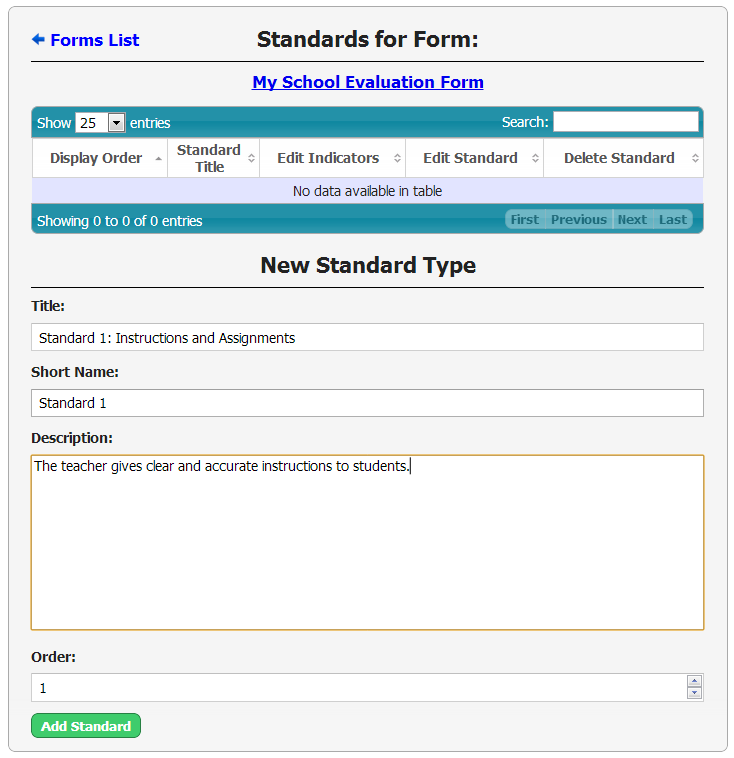 Forms List
Standards for Form:
My School Evaluation Form
Show 25 entries Search:
Display Order Standard Title Edit Indicators Edit Standard Delete Standard
No data available in table
Showing 0 to 0 of 0 entries First Previous Next Last
New Standard Type
Title:
Standard 1: Instructions and Assignments
Short Name:
Standard 1
Description:
The teacher gives clear and accurate instructions to students.
Order:
1
Add Standard